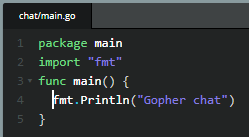 chat/main.go
1 package main
2 import "fmt"
3 func main() {
4 fmt.Println("Gopher chat")
5 }